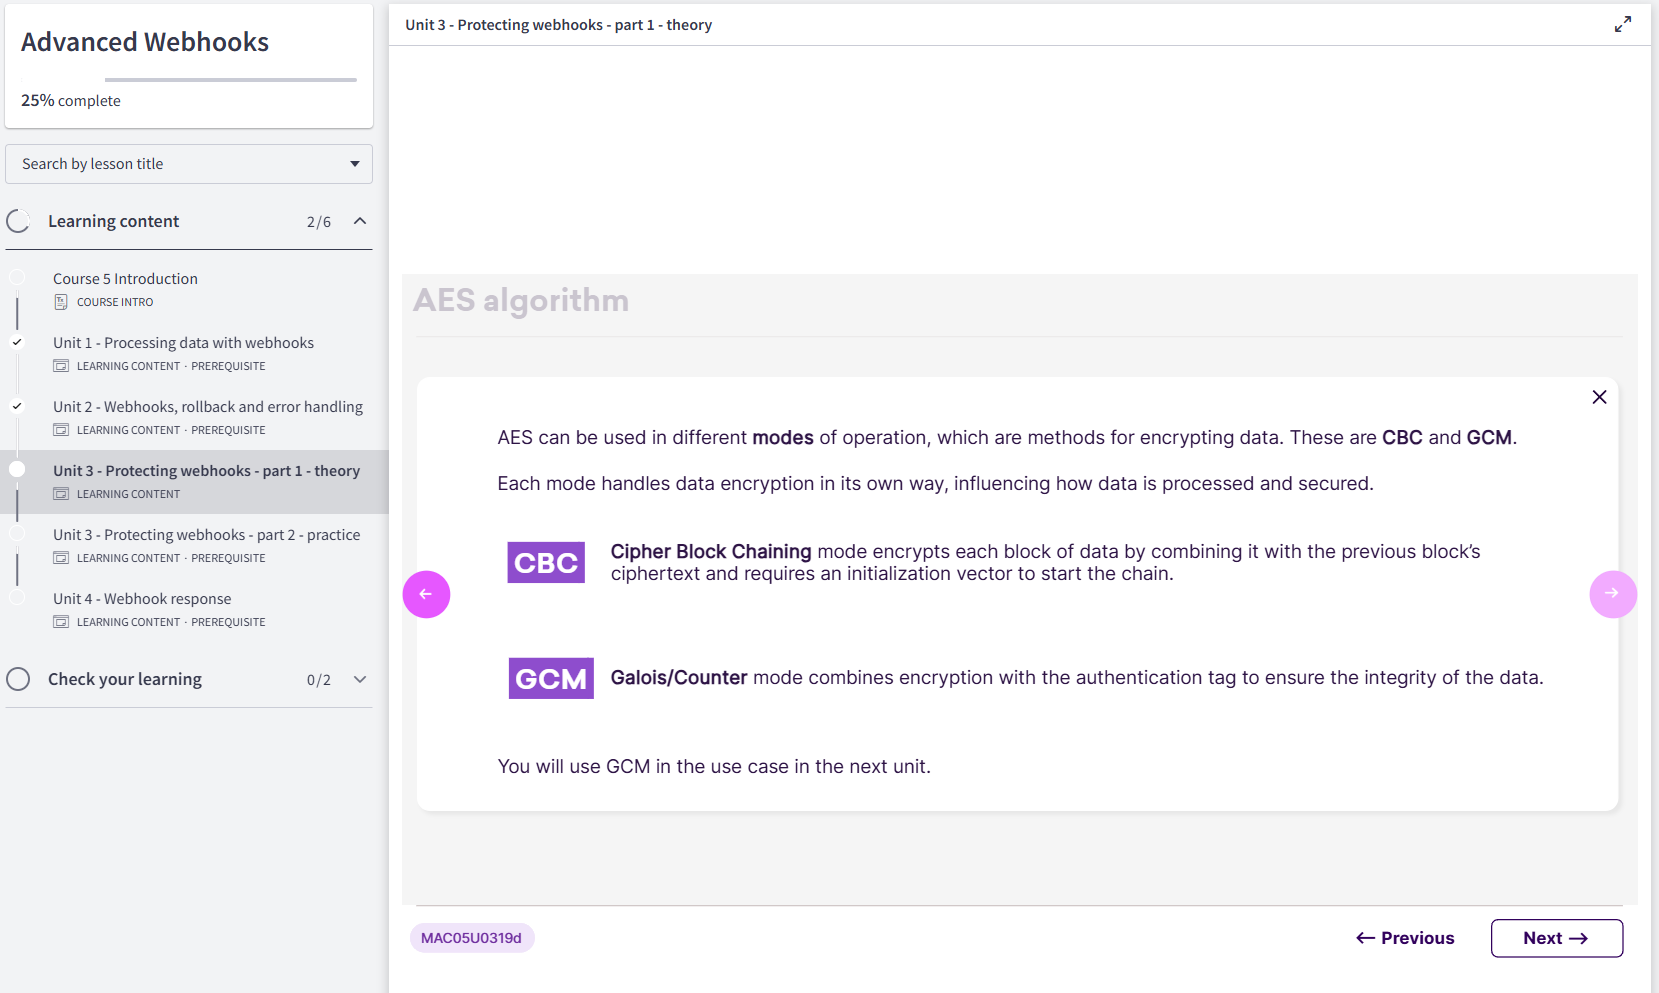 Advanced Webhooks
25% complete
Search by lesson title
Learning content 2/6
Course 5 Introduction
COURSE INTRO
Unit 1 - Processing data with webhooks
LEARNING CONTENT · PREREQUISITE
Unit 2 - Webhooks, rollback and error handling
LEARNING CONTENT · PREREQUISITE
Unit 3 - Protecting webhooks - part 1 - theory
LEARNING CONTENT
Unit 3 - Protecting webhooks - part 2 - practice
LEARNING CONTENT · PREREQUISITE
Unit 4 - Webhook response
LEARNING CONTENT · PREREQUISITE
Check your learning 0/2
Unit 3 - Protecting webhooks - part 1 - theory
AES algorithm
AES can be used in different modes of operation, which are methods for encrypting data. These are CBC and GCM.
Each mode handles data encryption in its own way, influencing how data is processed and secured.
CBC
Cipher Block Chaining mode encrypts each block of data by combining it with the previous block's
ciphertext and requires an initialization vector to start the chain.
GCM
Galois/Counter mode combines encryption with the authentication tag to ensure the integrity of the data.
You will use GCM in the use case in the next unit.
MAC05U0319d
← Previous
Next →